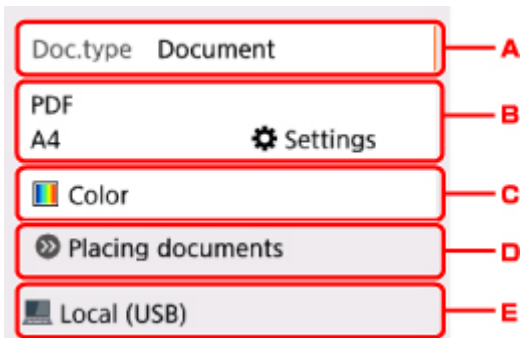 Doc.type Document A
PDF B
A4 Settings
Color C
Placing documents D
Local (USB) E